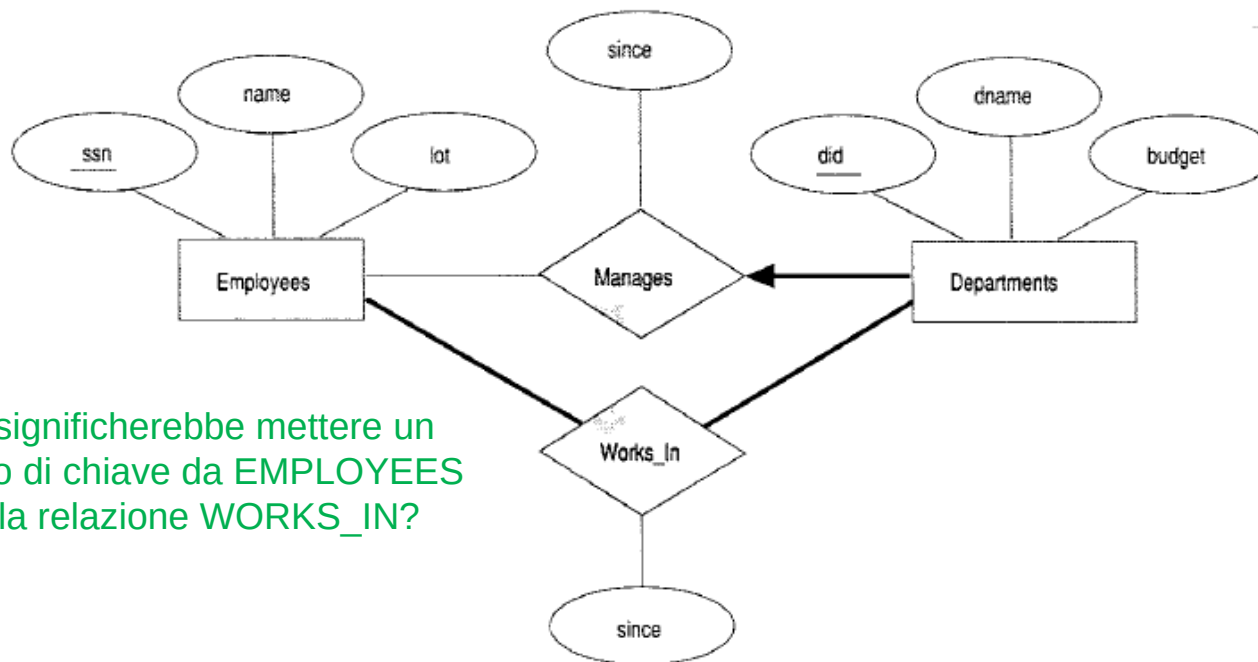 since
name
dname
ssn
lot
did
budget
Employees
Manages
Departments
significherebbe mettere un
o di chiave da EMPLOYEES
la relazione WORKS_IN?
Works_In
since